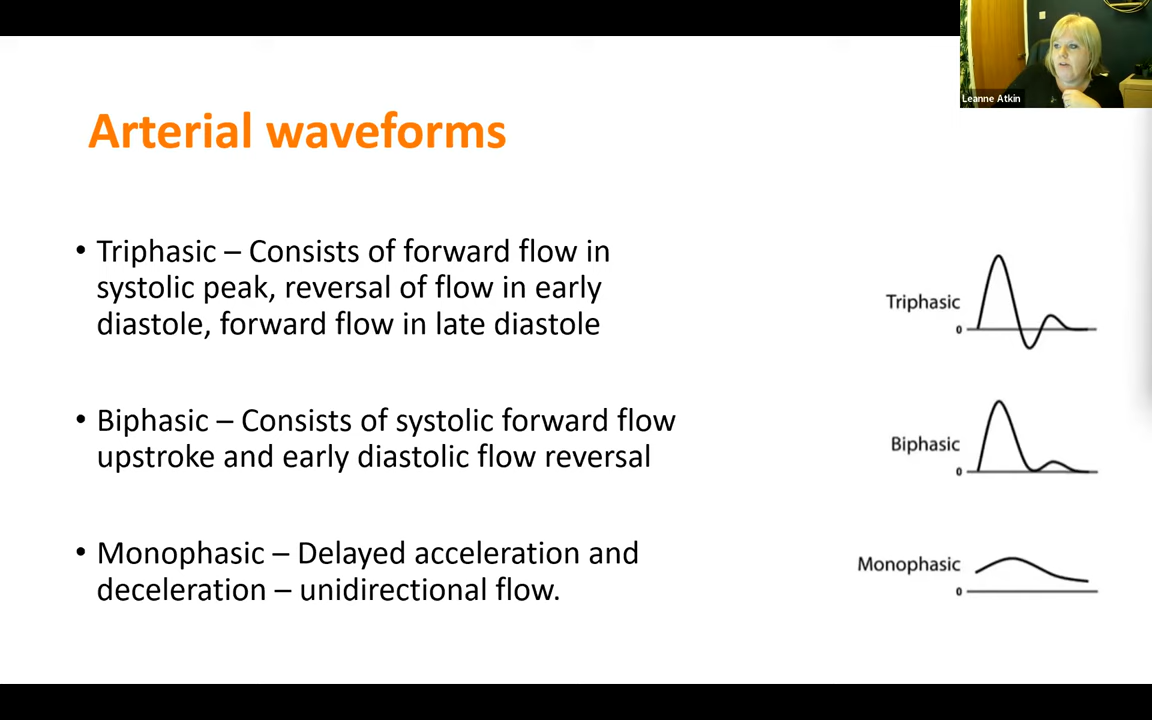 Leanne Atkin
Arterial waveforms
• Triphasic – Consists of forward flow in
systolic peak, reversal of flow in early
diastole, forward flow in late diastole
• Biphasic – Consists of systolic forward flow
upstroke and early diastolic flow reversal
• Monophasic – Delayed acceleration and
deceleration – unidirectional flow.
Triphasic
0
Biphasic
0
Monophasic
0